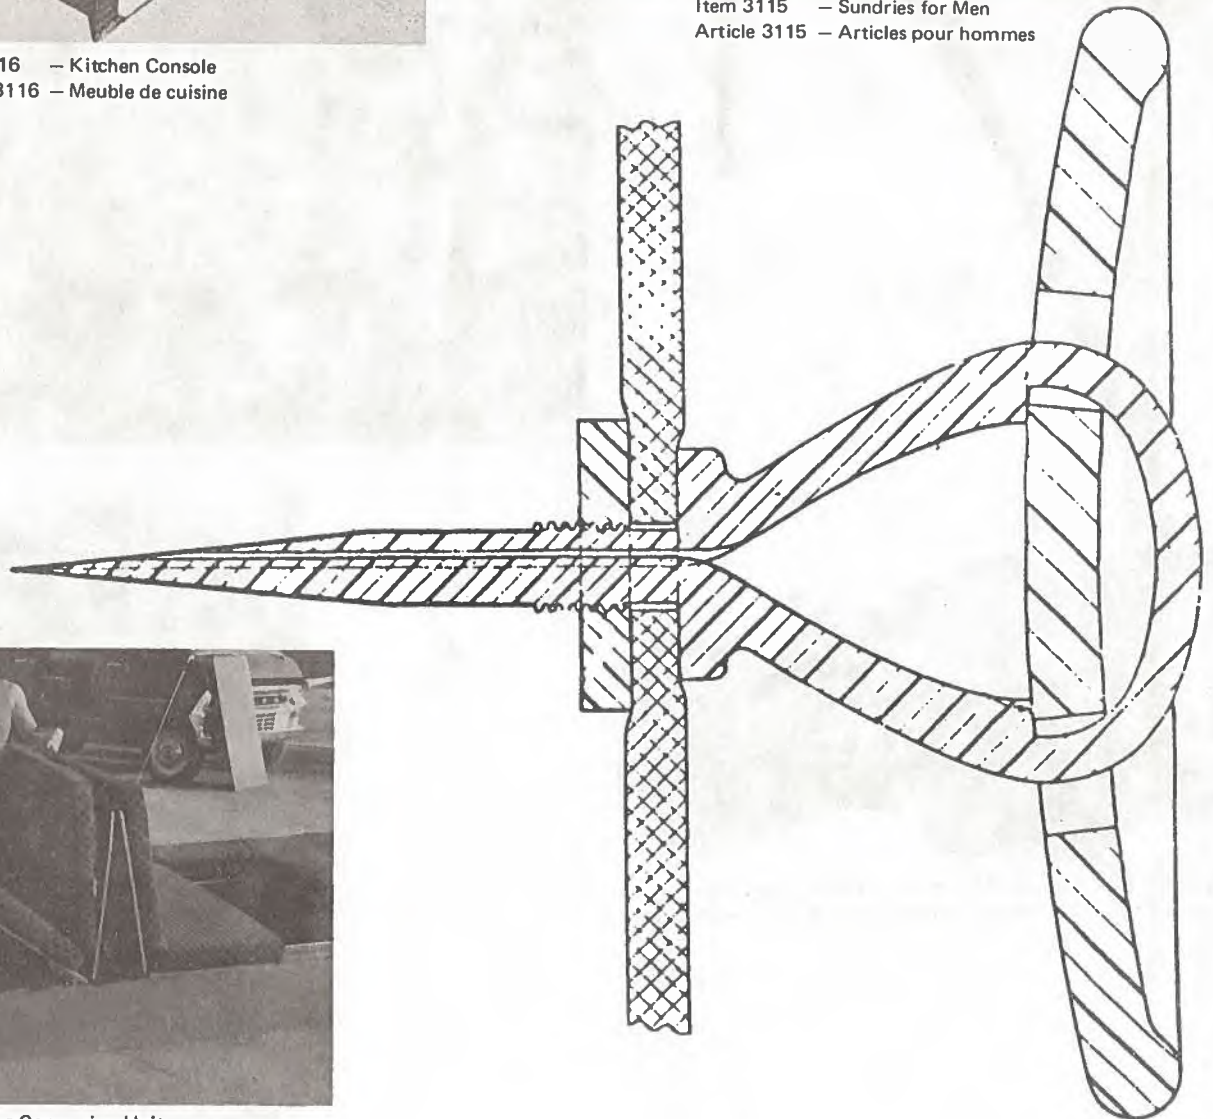 Item 3115 — Sundries for Men
Article 3115 — Articles pour hommes
16 — Kitchen Console
3116 — Meuble de cuisine